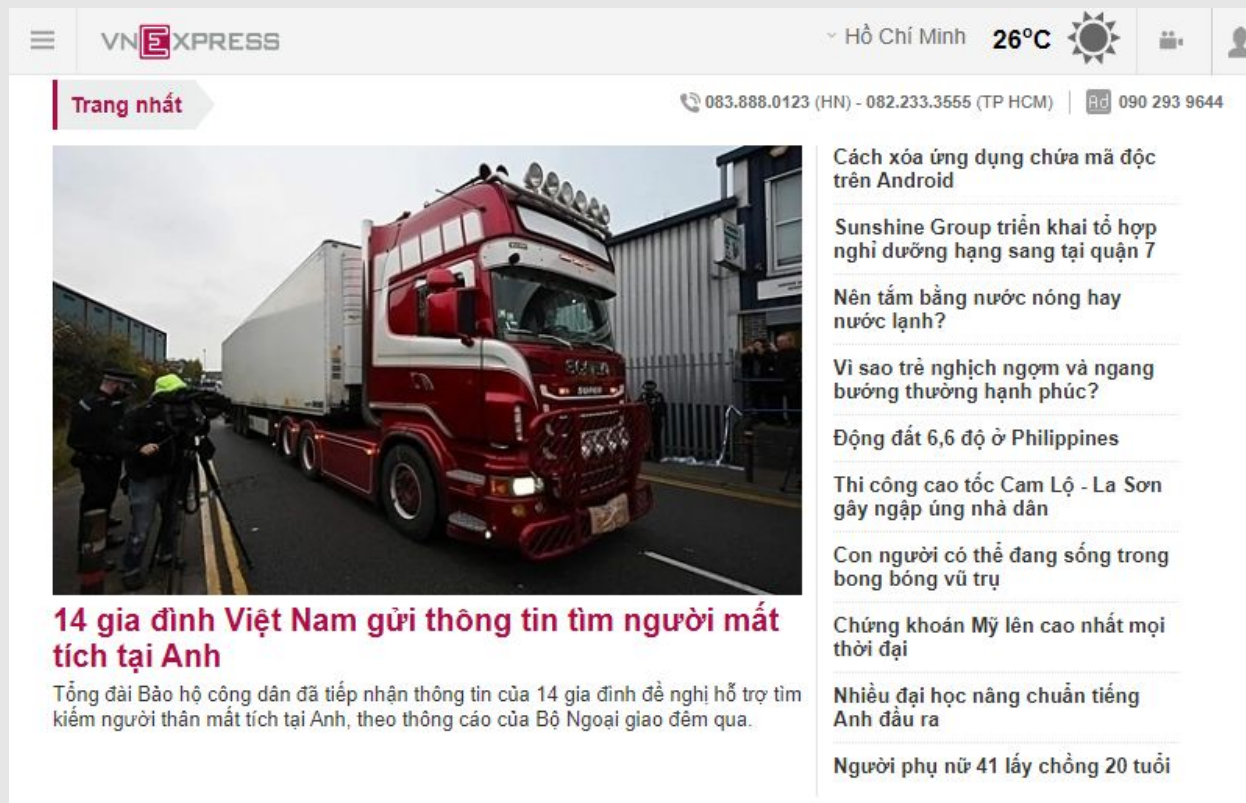 VNEXPRESS
Hồ Chí Minh 26°C
Trang nhất
083.888.0123 (HN) - 082.233.3555 (TP HCM) Ad 090 293 9644
SUPER
14 gia đình Việt Nam gửi thông tin tìm người mất
tích tại Anh
Tổng đài Bảo hộ công dân đã tiếp nhận thông tin của 14 gia đình đề nghị hỗ trợ tìm
kiếm người thân mất tích tại Anh, theo thông cáo của Bộ Ngoại giao đêm qua.
Cách xóa ứng dụng chứa mã độc
trên Android
Sunshine Group triển khai tổ hợp
nghỉ dưỡng hạng sang tại quận 7
Nên tắm bằng nước nóng hay
nước lạnh?
Vì sao trẻ nghịch ngợm và ngang
bướng thường hạnh phúc?
Động đất 6,6 độ ở Philippines
Thi công cao tốc Cam Lộ - La Sơn
gây ngập úng nhà dân
Con người có thể đang sống trong
bong bóng vũ trụ
Chứng khoán Mỹ lên cao nhất mọi
thời đại
Nhiều đại học nâng chuẩn tiếng
Anh đầu ra
Người phụ nữ 41 lấy chồng 20 tuổi